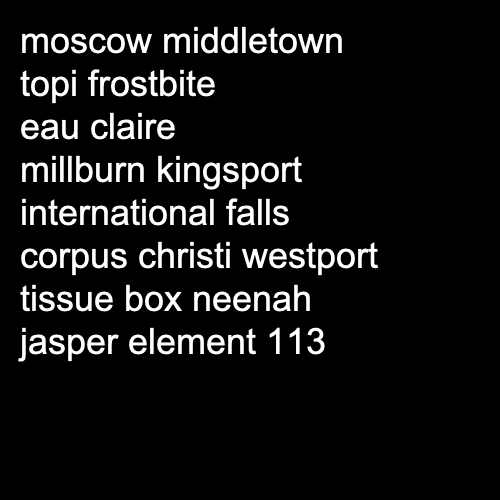 moscow middletown
topi frostbite
eau claire
millburn kingsport
international falls
corpus christi westport
tissue box neenah
jasper element 113